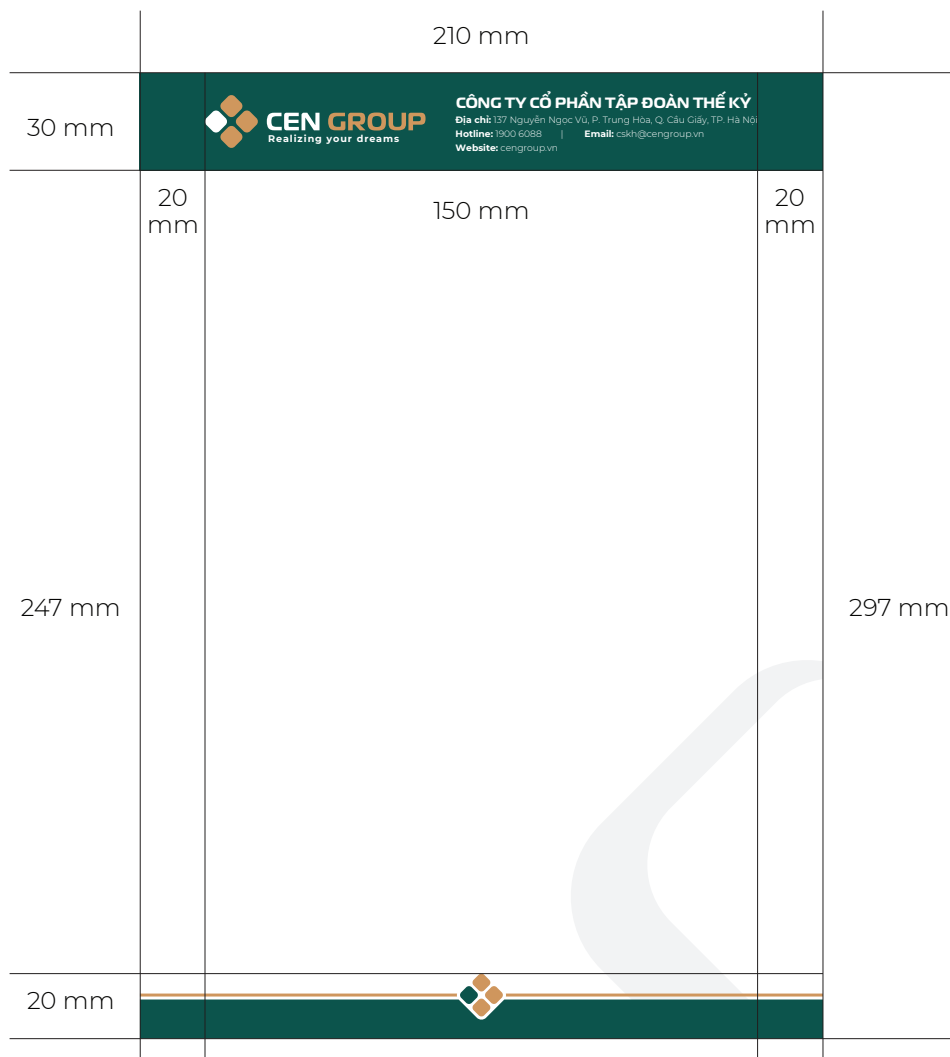 210 mm
30 mm
CEN GROUP
Realizing your dreams
CÔNG TY CỔ PHẦN TẬP ĐOÀN THẾ KỶ
Địa chỉ: 137 Nguyễn Ngọc Vũ, P. Trung Hòa, Q. Cầu Giấy, TP. Hà Nội
Hotline: 1900 6088 | Email: cskh@cengroup.vn
Website: cengroup.vn
20
mm
150 mm
20
mm
247 mm
297 mm
20 mm